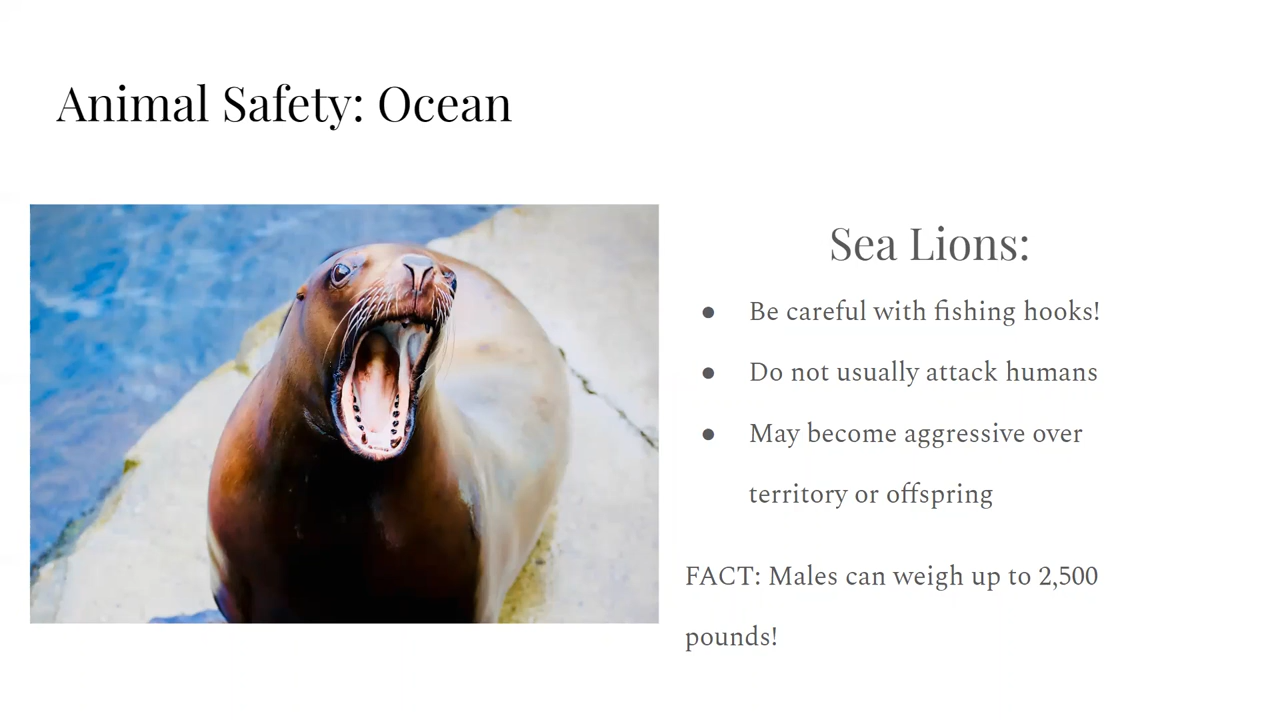 Animal Safety: Ocean
Sea Lions:
● Be careful with fishing hooks!
● Do not usually attack humans
● May become aggressive over
territory or offspring
FACT: Males can weigh up to 2,500
pounds!